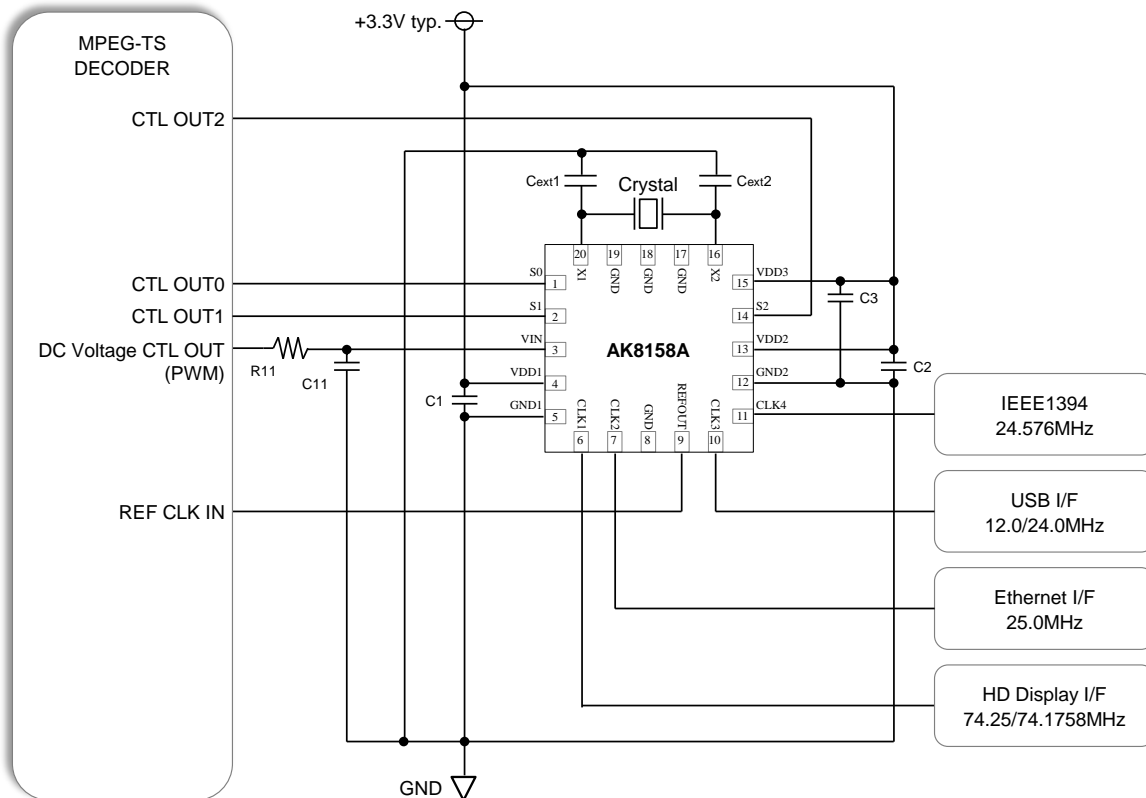 +3.3V typ.
MPEG-TS
DECODER
CTL OUT2
Cext1
Crystal
Cext2
20
19
18
17
16
X1
GND
GND
GND
X2
CTL OUT0
S0
1
VDD3
15
C3
CTL OUT1
S1
2
S2
14
DC Voltage CTL OUT
(PWM)
R11
C11
VIN
3
AK8158A
VDD2
13
C2
VDD1
4
GND2
12
C1
GND1
5
CLK4
11
CLK1
CLK2
GND
REFOUT
CLK3
6
7
8
9
10
IEEE1394
24.576MHz
REF CLK IN
USB I/F
12.0/24.0MHz
Ethernet I/F
25.0MHz
HD Display I/F
74.25/74.1758MHz
GND